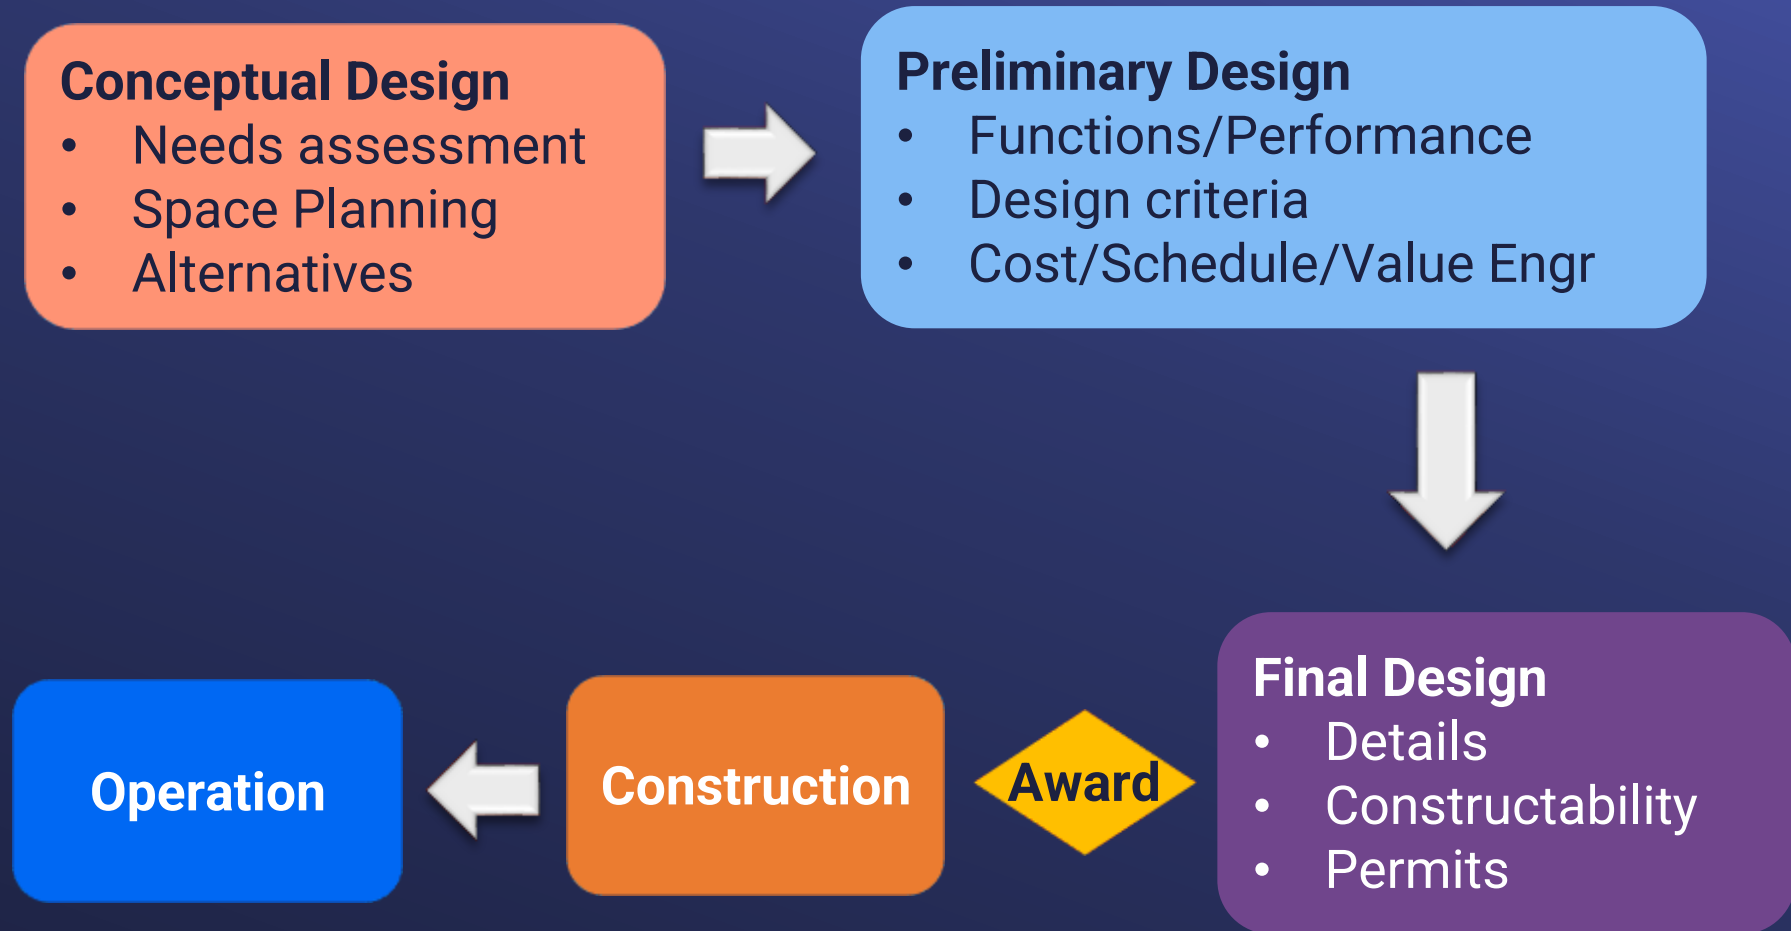 Conceptual Design
• Needs assessment
• Space Planning
• Alternatives
Preliminary Design
• Functions/Performance
• Design criteria
• Cost/Schedule/Value Engr
Final Design
• Details
• Constructability
• Permits
Award
Construction
Operation